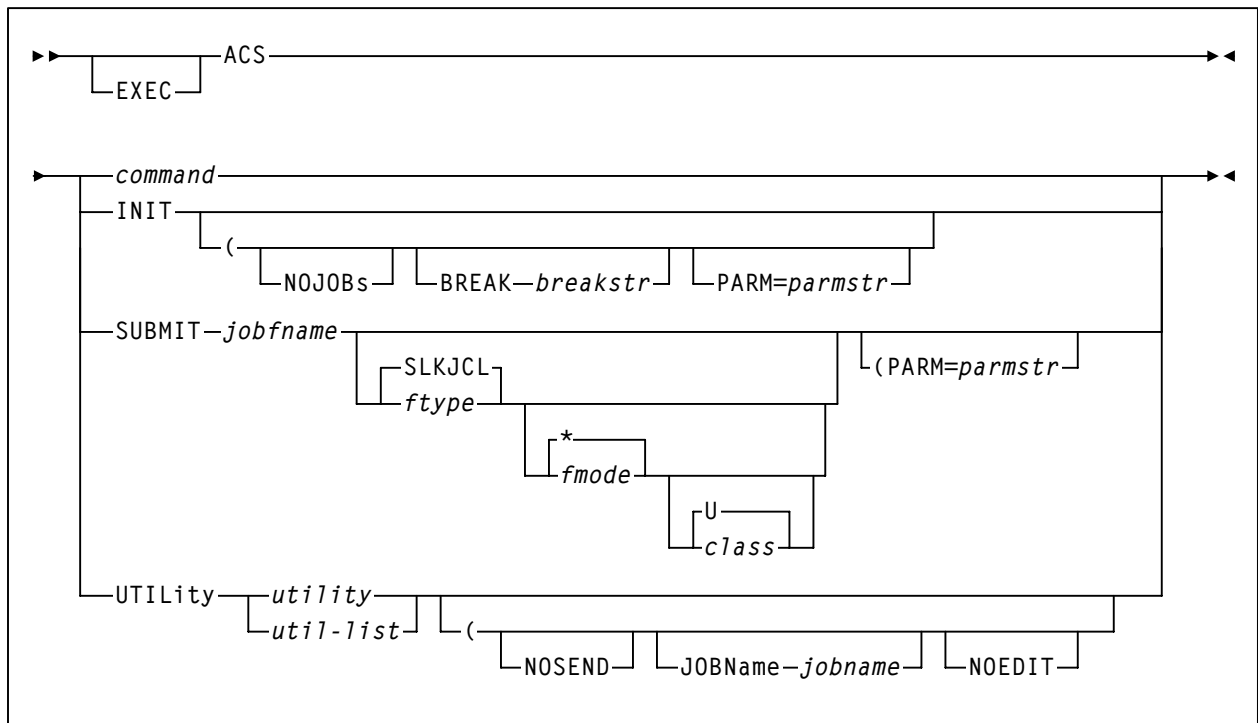 ACS
EXEC
command
INIT
(
NOJOBs BREAK breakstr PARM=parmstr
SUBMIT jobfname
(PARM=parmstr
SLKJCL
ftype
*
fmode
U
class
UTILity utility
util-list (
NOSEND JOBName jobname NOEDIT